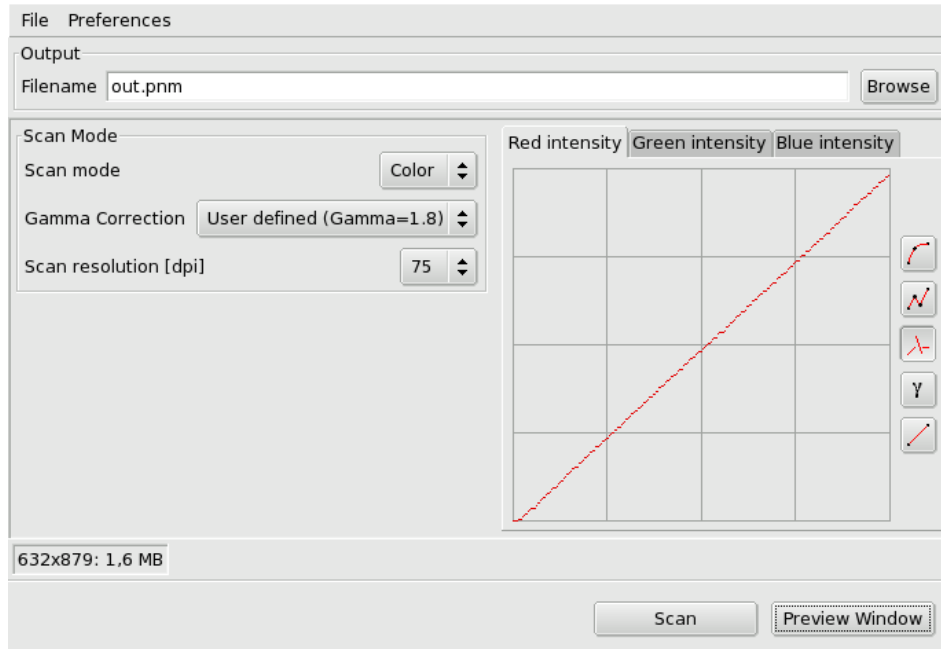 File Preferences
Output
Filename out.pnm Browse
Scan Mode
Scan mode Color
Gamma Correction User defined (Gamma=1.8)
Scan resolution [dpi] 75
Red intensity Green intensity Blue intensity
γ
632x879: 1,6 MB
Scan Preview Window